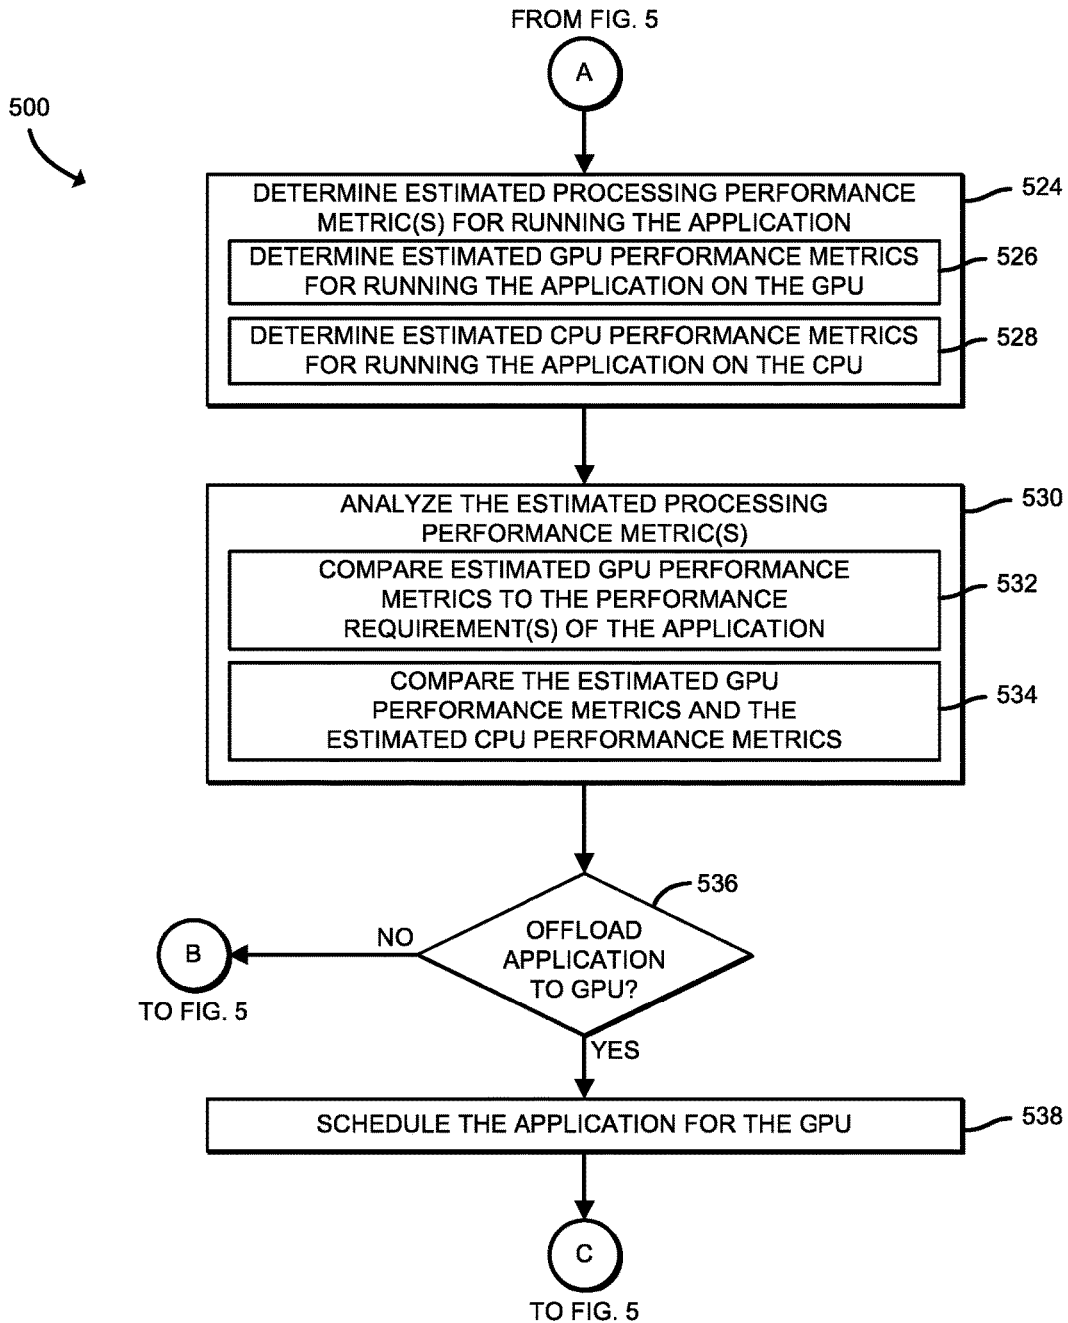 FROM FIG. 5
A
500
DETERMINE ESTIMATED PROCESSING PERFORMANCE
METRIC(S) FOR RUNNING THE APPLICATION
524
DETERMINE ESTIMATED GPU PERFORMANCE METRICS
FOR RUNNING THE APPLICATION ON THE GPU
526
DETERMINE ESTIMATED CPU PERFORMANCE METRICS
FOR RUNNING THE APPLICATION ON THE CPU
528
ANALYZE THE ESTIMATED PROCESSING
PERFORMANCE METRIC(S)
530
COMPARE ESTIMATED GPU PERFORMANCE
METRICS TO THE PERFORMANCE
REQUIREMENT(S) OF THE APPLICATION
532
COMPARE THE ESTIMATED GPU
PERFORMANCE METRICS AND THE
ESTIMATED CPU PERFORMANCE METRICS
534
536
OFFLOAD
APPLICATION
TO GPU?
NO
B
TO FIG. 5
YES
SCHEDULE THE APPLICATION FOR THE GPU
538
C
TO FIG. 5